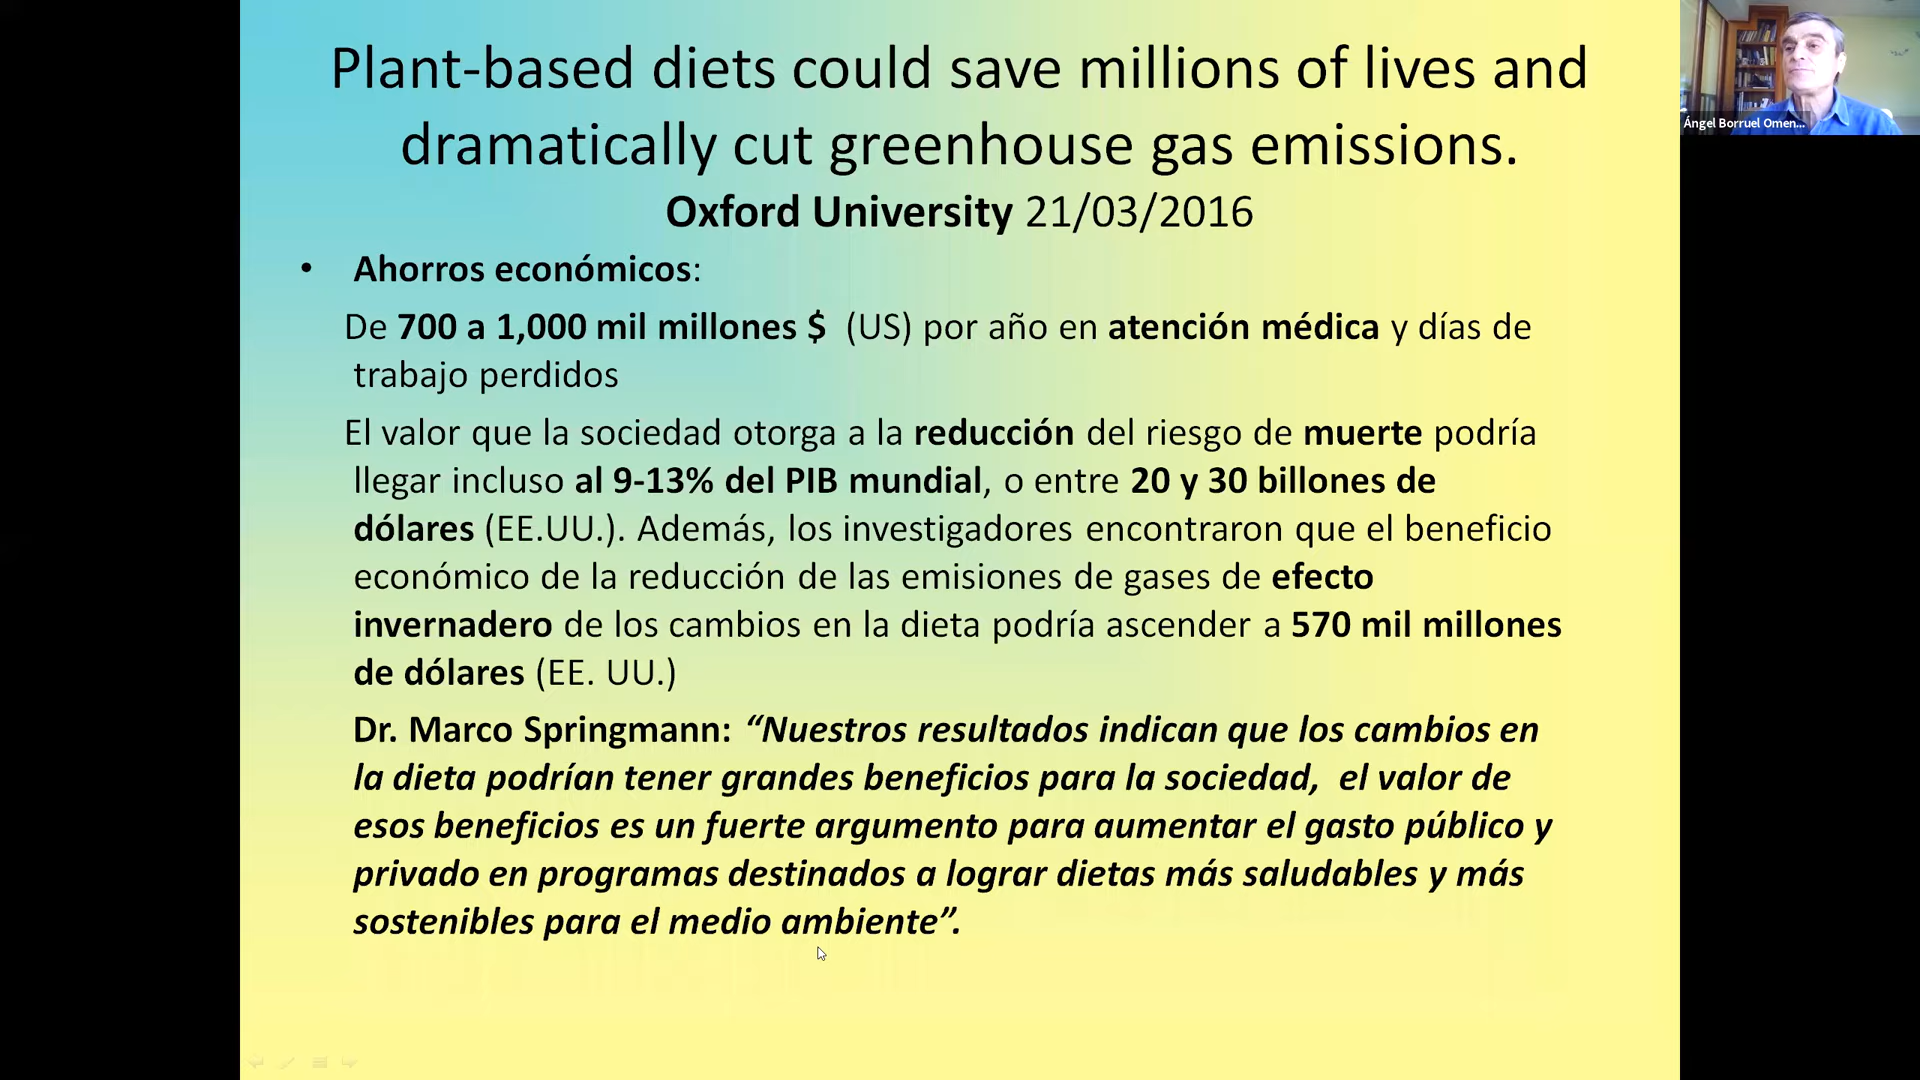 Plant-based diets could save millions of lives and
dramatically cut greenhouse gas emissions.
Oxford University 21/03/2016
• Ahorros económicos:
De 700 a 1,000 mil millones $ (US) por año en atención médica y días de
trabajo perdidos
El valor que la sociedad otorga a la reducción del riesgo de muerte podría
llegar incluso al 9-13% del PIB mundial, o entre 20 y 30 billones de
dólares (EE.UU.). Además, los investigadores encontraron que el beneficio
económico de la reducción de las emisiones de gases de efecto
invernadero de los cambios en la dieta podría ascender a 570 mil millones
de dólares (EE. UU.)
Dr. Marco Springmann: “Nuestros resultados indican que los cambios en
la dieta podrían tener grandes beneficios para la sociedad, el valor de
esos beneficios es un fuerte argumento para aumentar el gasto público y
privado en programas destinados a lograr dietas más saludables y más
sostenibles para el medio ambiente”.
Ángel Borruel Omen...